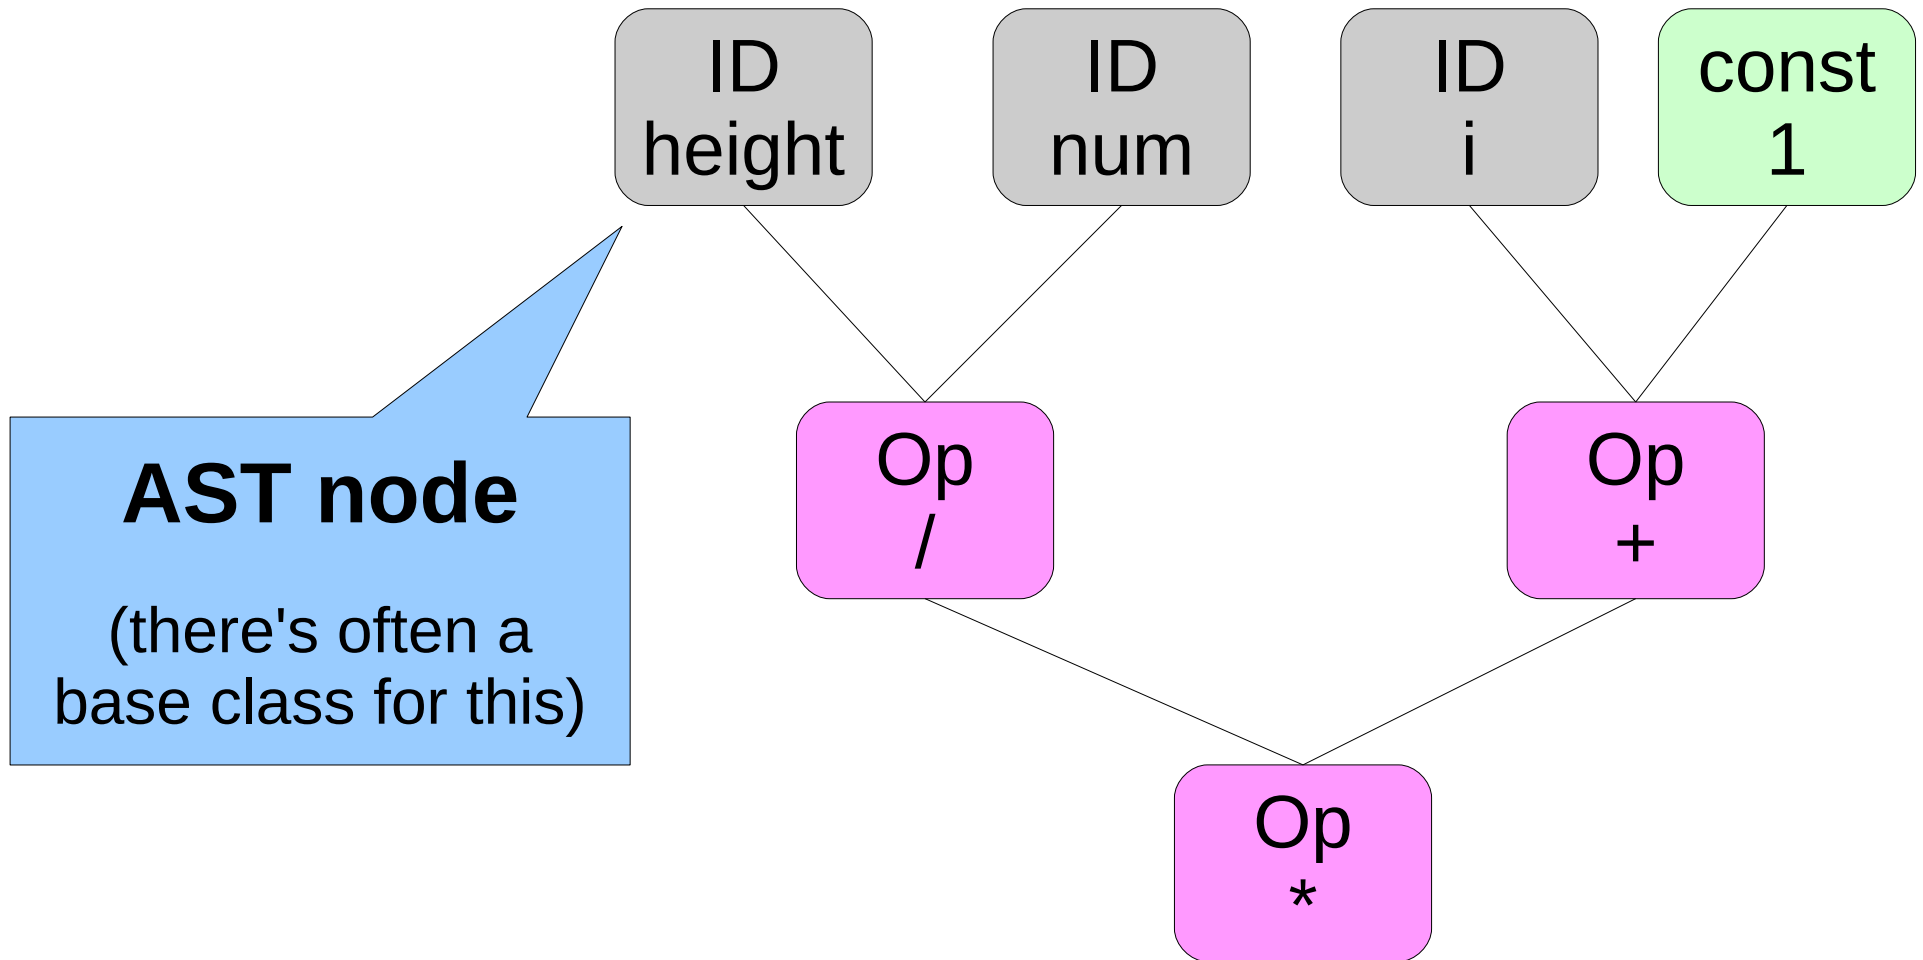 ID
height
ID
num
ID
i
const
1
AST node
(there's often a
base class for this)
Op
/
Op
+
Op
*